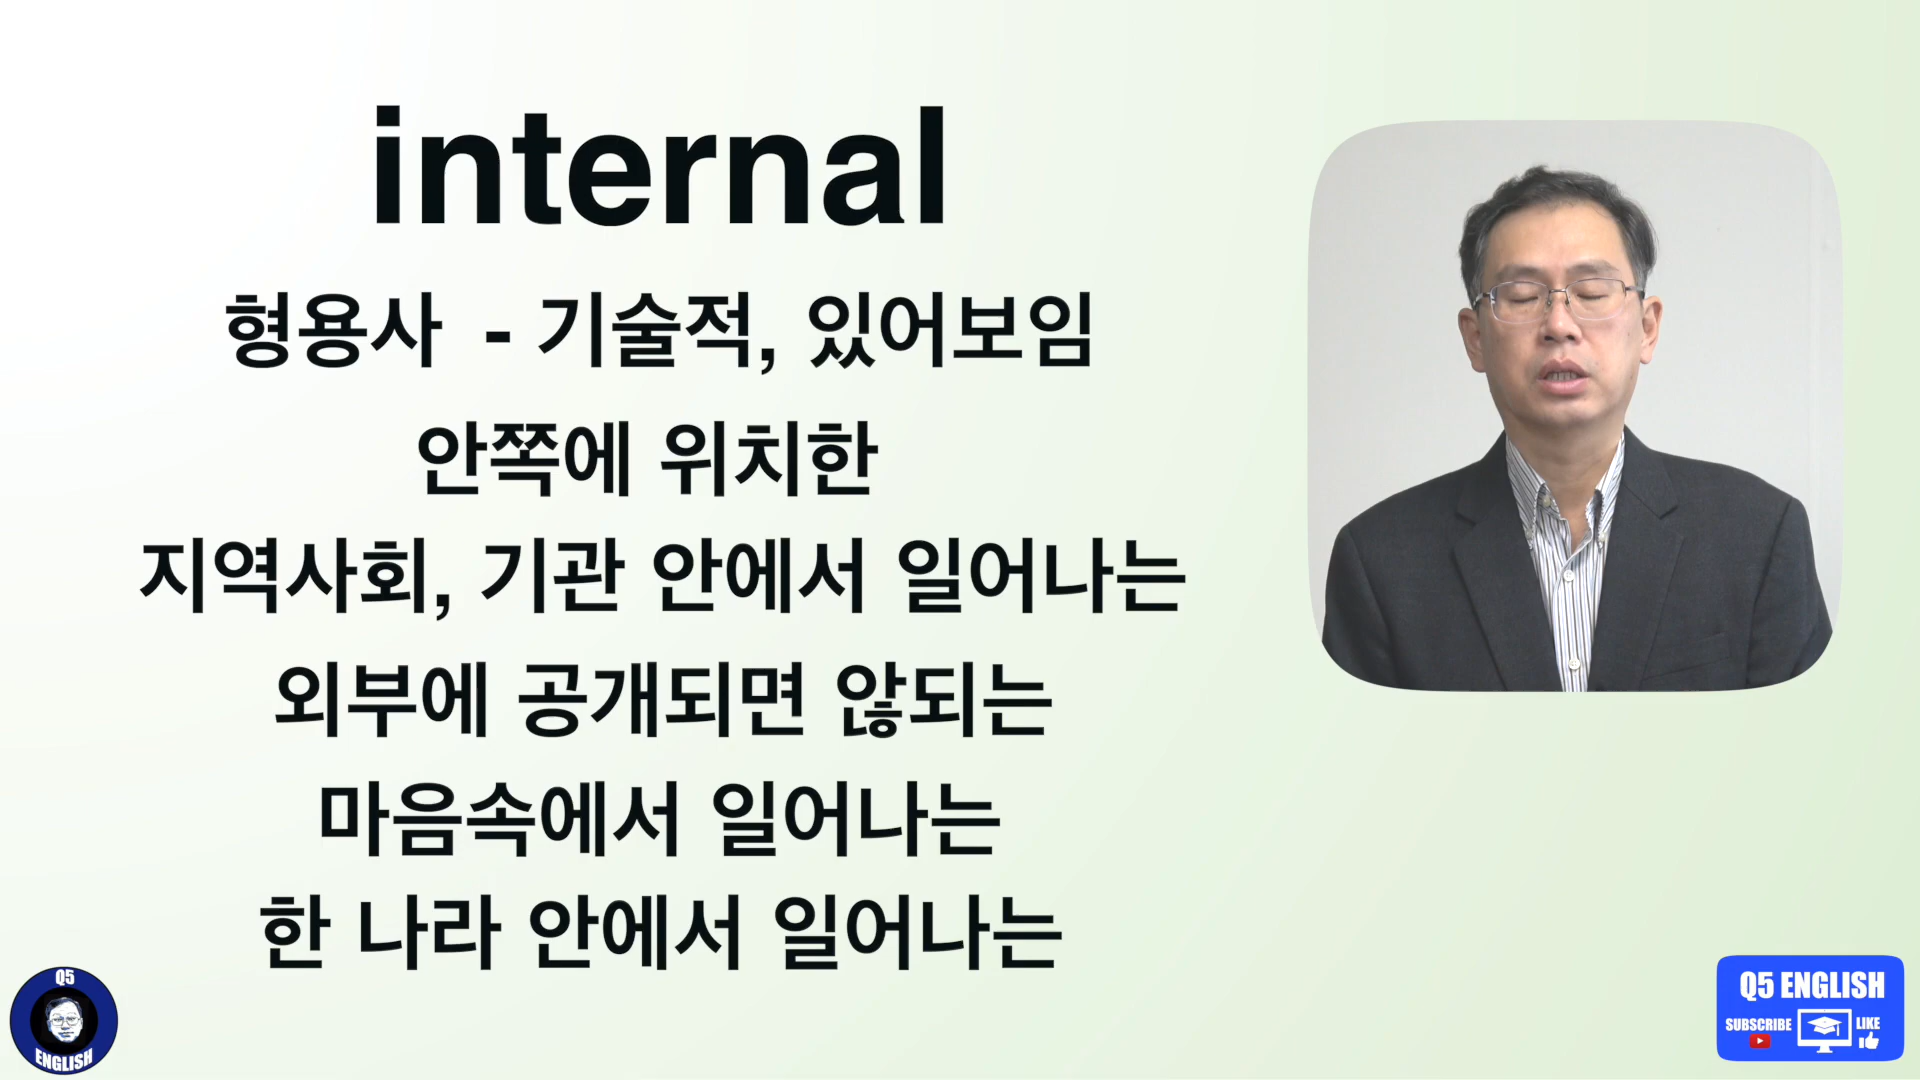 internal
형용사 - 기술적, 있어보임
안쪽에 위치한
지역사회, 기관 안에서 일어나는
외부에 공개되면 않되는
마음속에서 일어나는
한 나라 안에서 일어나는
Q5
ENGLISH
Q5 ENGLISH
SUBSCRIBE
LIKE